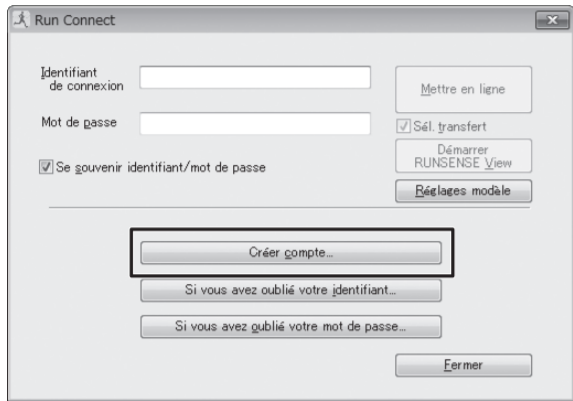 Run Connect
Identifiant
de connexion
Mettre en ligne
Mot de passe
Sél. transfert
Démarrer
RUNSENSE View
Se souvenir identifiant/mot de passe
Réglages modèle
Créer compte...
Si vous avez oublié votre identifiant...
Si vous avez oublié votre mot de passe...
Fermer